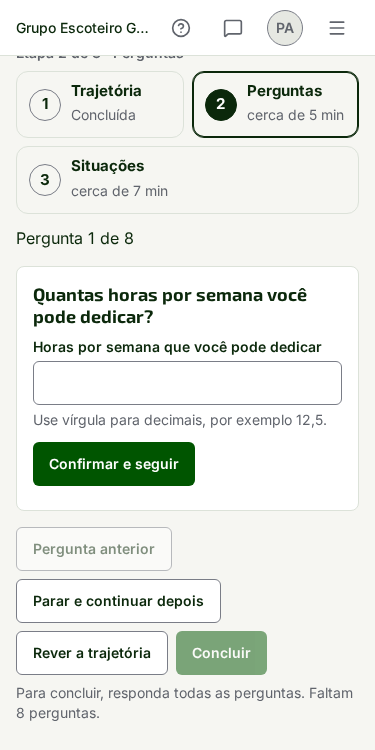 Grupo Escoteiro G...
PA
1
Trajetória
Concluída
2
Perguntas
cerca de 5 min
3
Situações
cerca de 7 min
Pergunta 1 de 8
Quantas horas por semana você
pode dedicar?
Horas por semana que você pode dedicar
Use vírgula para decimais, por exemplo 12,5.
Confirmar e seguir
Pergunta anterior
Parar e continuar depois
Rever a trajetória
Concluir
Para concluir, responda todas as perguntas. Faltam
8 perguntas.